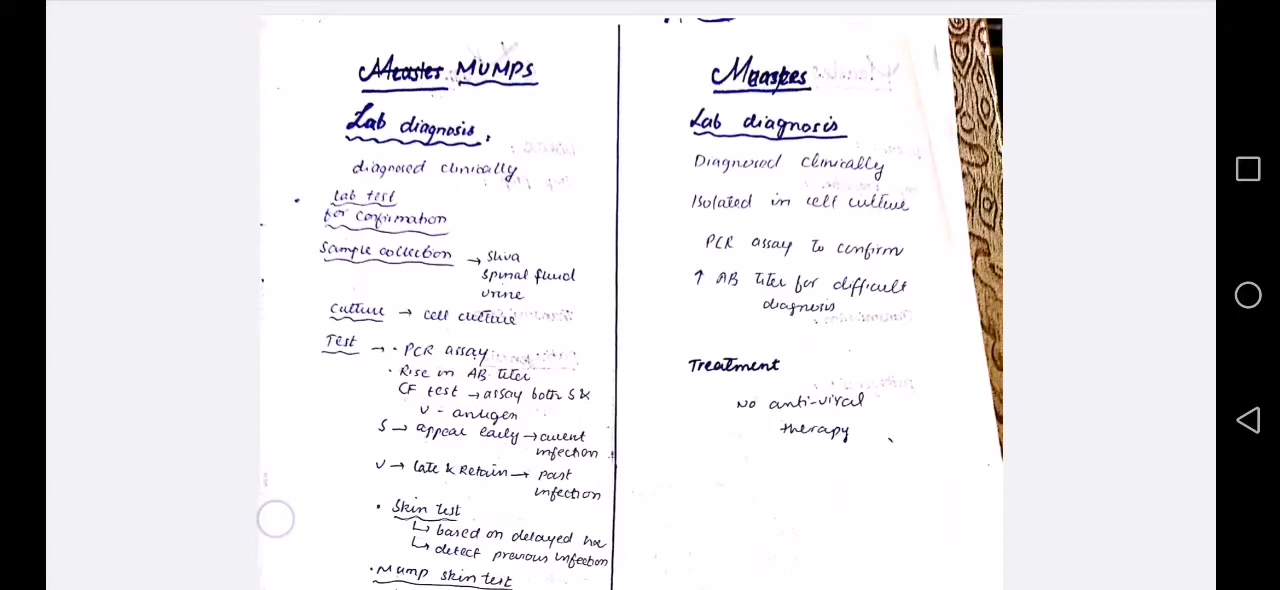 Measles MUMPS
Lab diagnosis.
diagnosed clinically
Lab test
for confirmation
Sample collection → Sliva
Spinal fluid
urine
Culture → cell culture
Test → • PCR assay
• Rise in AB titer
CF test → assay both S &
V - antigen
S → appear early → current
infection
V → late & Retain → past
infection
• Skin test
↳ based on delayed hx
↳ detect previous infection
• Mump skin test
Measles
Lab diagnosis
Diagnosed clinically
Isolated in cell culture
PCR assay to confirm
↑ AB titer for difficult
diagnosis
Treatment
No anti-viral
therapy